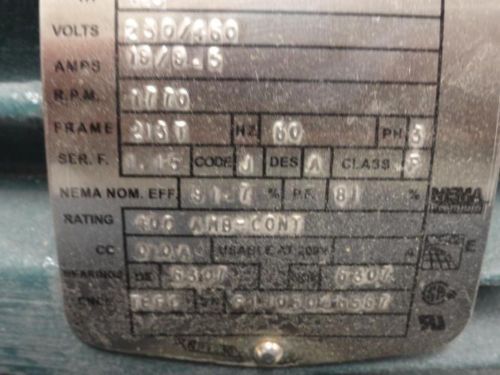 VOLTS 230/460
AMPS 19/9.5
R.P.M. 1770
FRAME 213T HZ 60 PH 3
SER. F. 1.15 CODE J DES A CLASS F
NEMA NOM. EFF. 91.7 % P.F. 81 %
RATING 40C AMB-CONT
CC 010A USABLE AT 208V
BEARINGS DE 6307 ODE 6307
ENCL TEFC SN